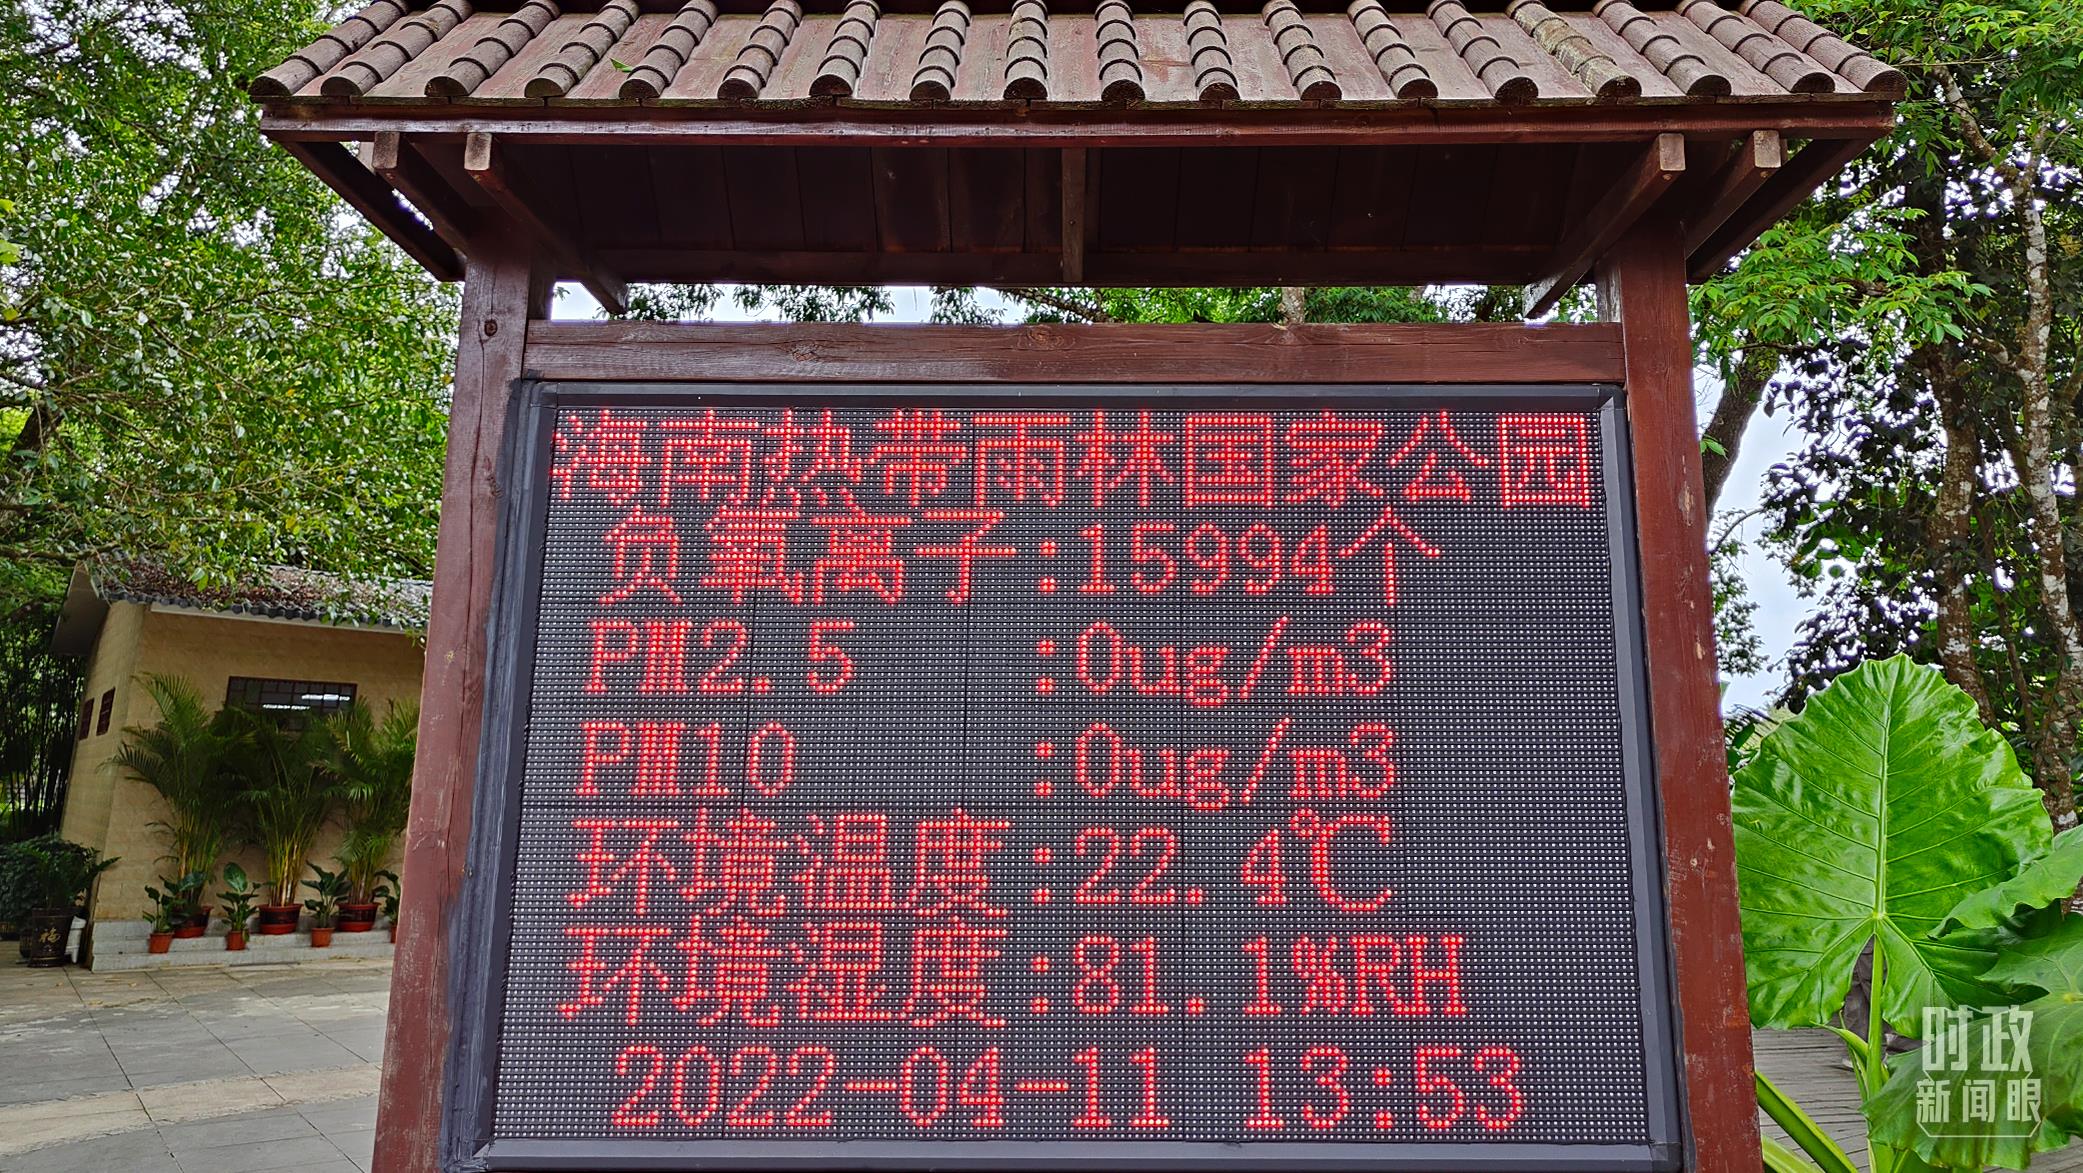 海南热带雨林国家公园
负氧离子:15994个
PM2.5 :0ug/m3
PM10 :0ug/m3
环境温度:22.4℃
环境湿度:81.1%RH
2022-04-11 13:53
福
时政
新闻眼